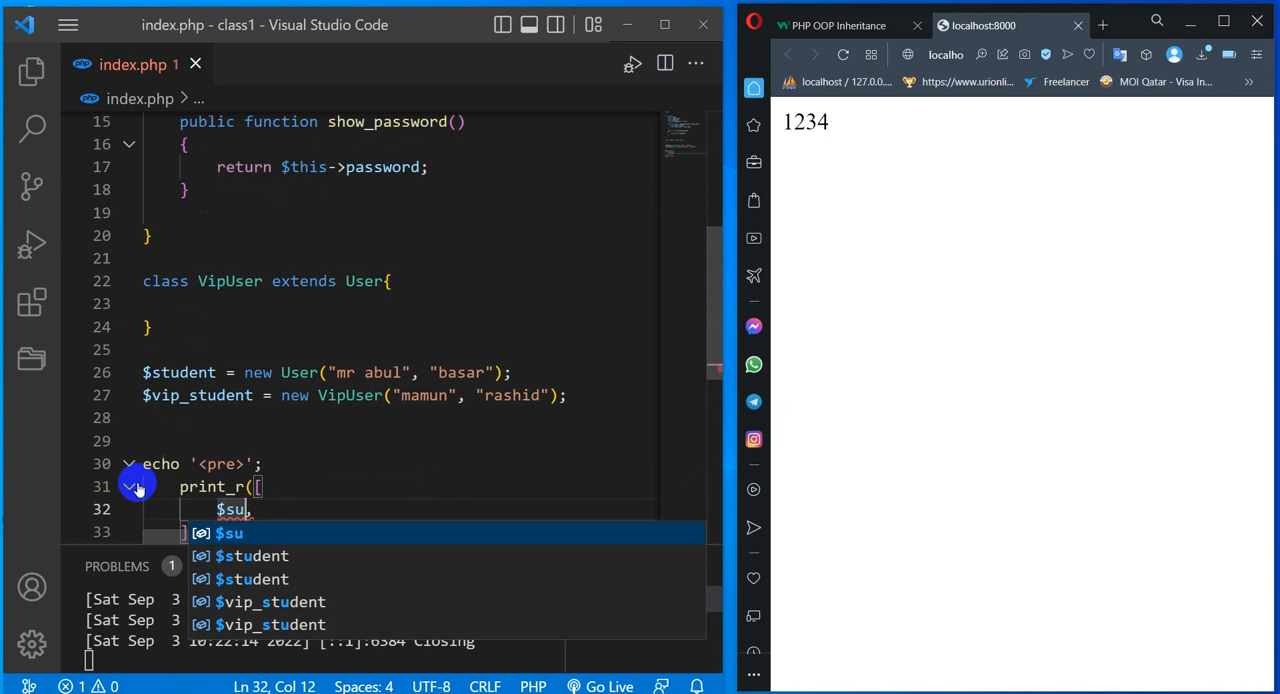 index.php - class1 - Visual Studio Code
index.php 1
index.php > ...
15 public function show_password()
16 {
17 return $this->password;
18 }
19
20 }
21
22 class VipUser extends User{
23
24 }
25
26 $student = new User("mr abul", "basar");
27 $vip_student = new VipUser("mamun", "rashid");
28
29
30 echo '<pre>';
31 print_r([
32 $su,
33 ]
$su
$student
$student
$vip_student
$vip_student
PROBLEMS 1
[Sat Sep 3
[Sat Sep 3
[Sat Sep 3 10:22:14 2022] [::1]:6384 Closing
1 0 Ln 32, Col 12 Spaces: 4 UTF-8 CRLF PHP Go Live
PHP OOP Inheritance
localhost:8000
localho
localhost / 127.0.0.... https://www.urionli... Freelancer MOI Qatar - Visa In...
1234